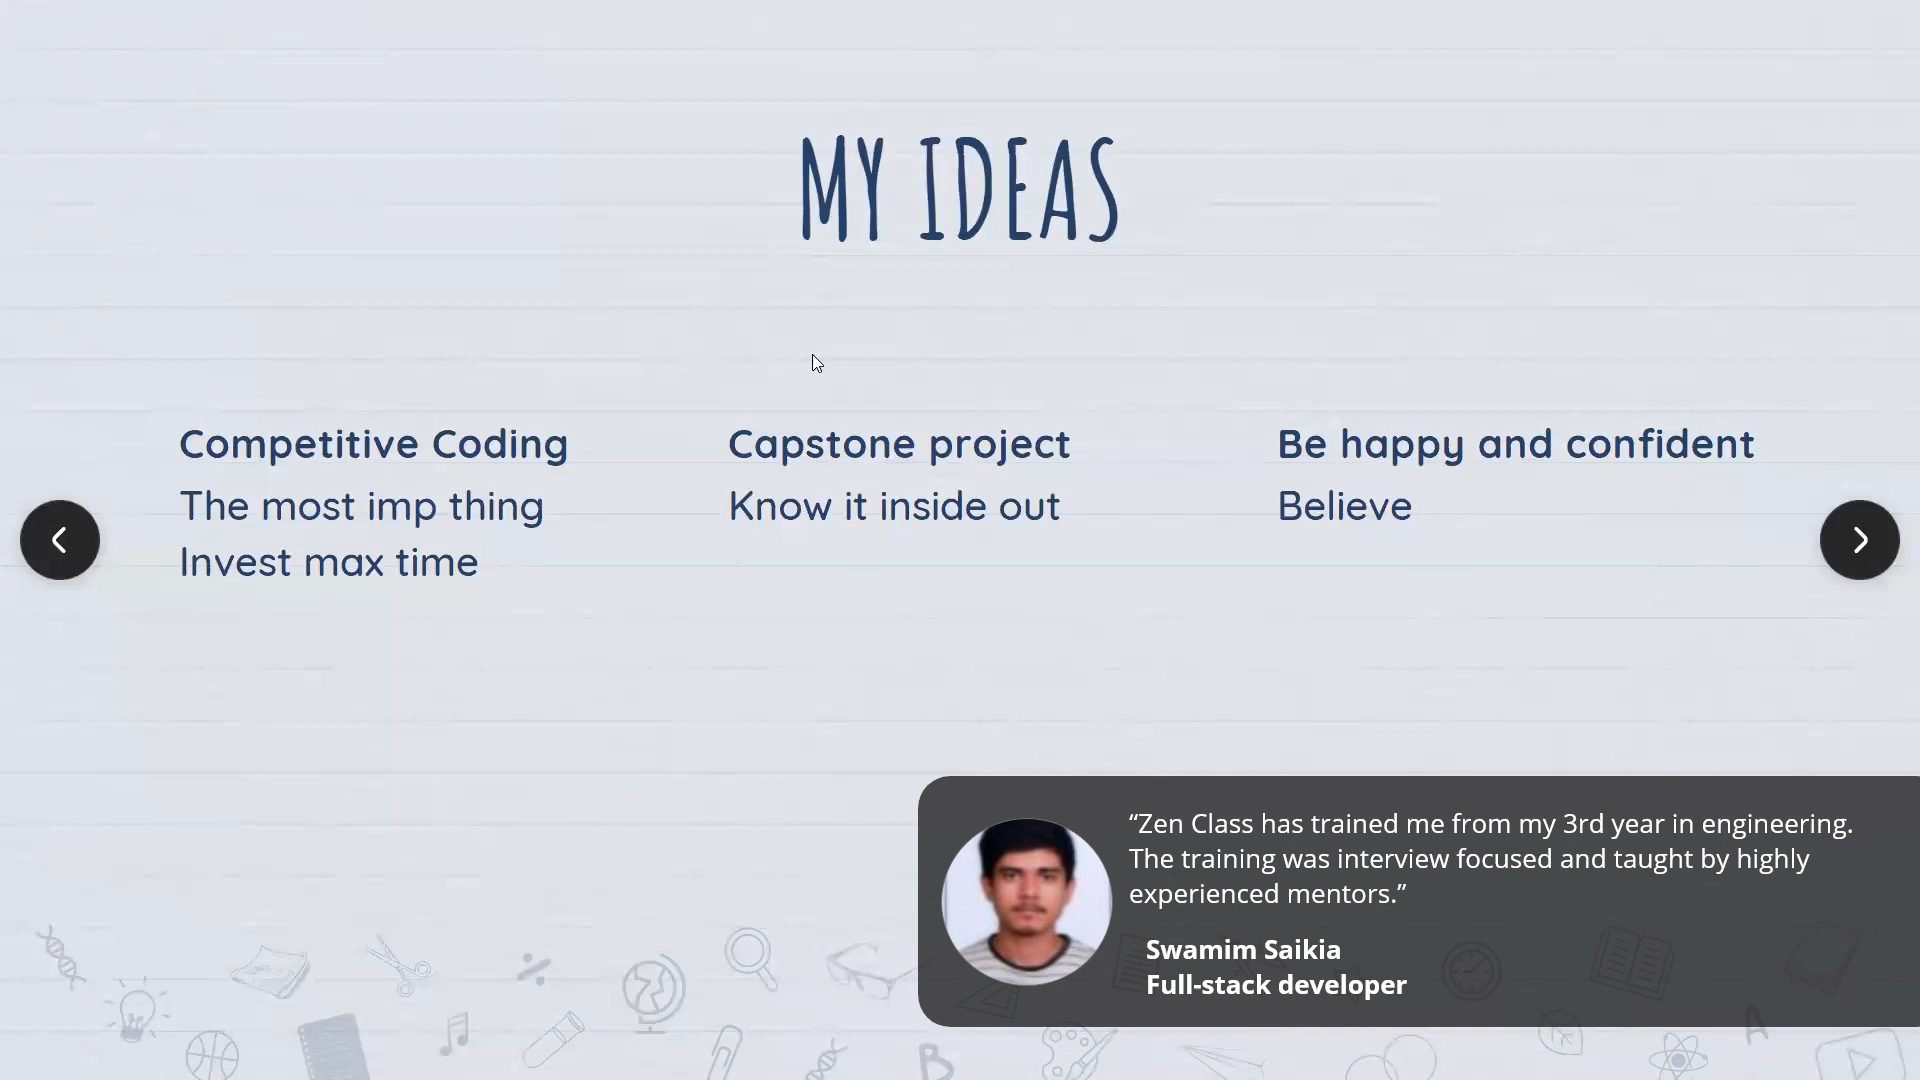 MY IDEAS
Competitive Coding
The most imp thing
Invest max time
Capstone project
Know it inside out
Be happy and confident
Believe
“Zen Class has trained me from my 3rd year in engineering.
The training was interview focused and taught by highly
experienced mentors.”
Swamim Saikia
Full-stack developer
B
A